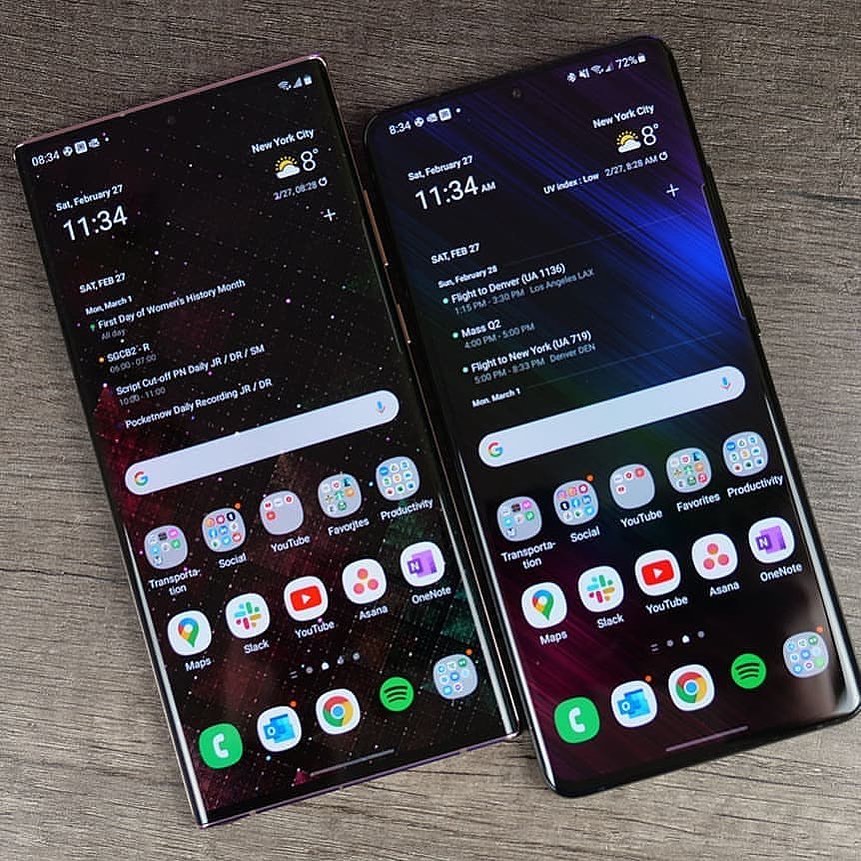 08:34
New York City
8°
2/27, 08:28
Sat, February 27
11:34
+
SAT, FEB 27
Mon, March 1
First Day of Women's History Month
All day
SGC82 - R
06:00 - 07:00
Script Cut-off PN Daily JR / DR / SM
10:00 - 11:00
Pocketnow Daily Recording JR / DR
Transporta-
tion
Social
YouTube
Favorites
Productivity
Maps
Slack
YouTube
Asana
OneNote
8:34
72%
New York City
8°
UV index : Low 2/27, 8:28 AM
Sat, February 27
11:34 AM
+
SAT, FEB 27
Sun, February 28
Flight to Denver (UA 1136)
1:15 PM - 3:30 PM Los Angeles LAX
Mass Q2
4:00 PM - 5:00 PM
Flight to New York (UA 719)
5:00 PM - 8:33 PM Denver DEN
Mon, March 1
Transporta-
tion
Social
YouTube
Favorites
Productivity
Maps
Slack
YouTube
Asana
OneNote